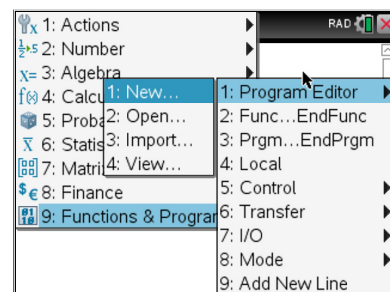 RAD
1: Actions
2: Number
3: Algebra
4: Calcu
5: Proba
6: Statis
7: Matri
8: Finance
9: Functions & Program
1: New...
2: Open...
3: Import...
4: View...
1: Program Editor
2: Func...EndFunc
3: Prgm...EndPrgm
4: Local
5: Control
6: Transfer
7: I/O
8: Mode
9: Add New Line